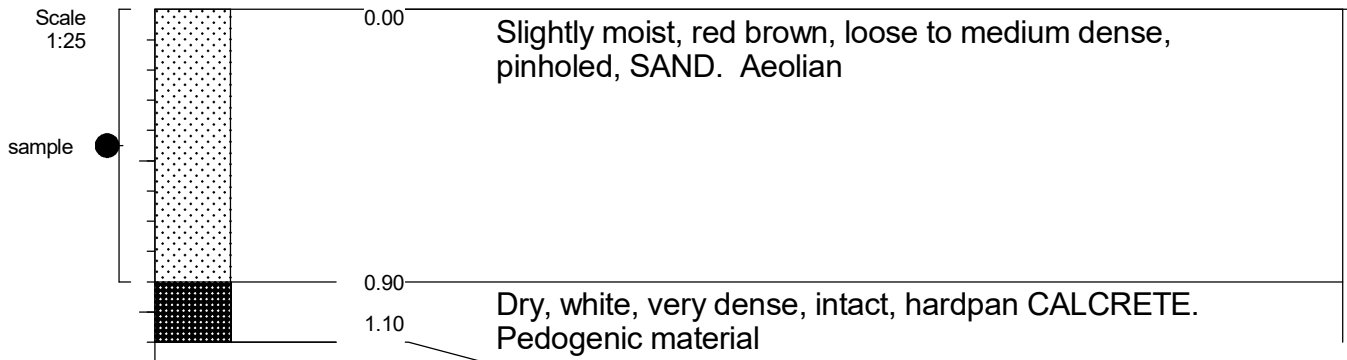 Scale
1:25
0.00
Slightly moist, red brown, loose to medium dense,
pinholed, SAND.  Aeolian
sample
0.90
Dry, white, very dense, intact, hardpan CALCRETE.
Pedogenic material
1.10